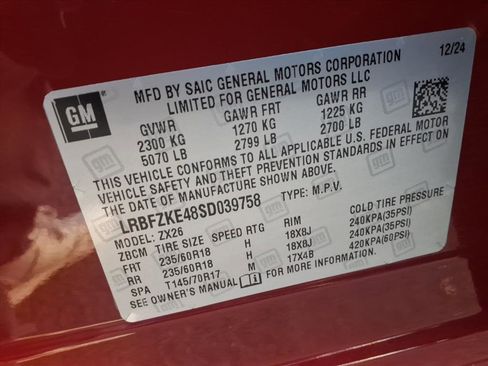 12/24
GM
MFD BY SAIC GENERAL MOTORS CORPORATION
LIMITED FOR GENERAL MOTORS LLC
GVWR GAWR FRT GAWR RR
2300 KG 1270 KG 1225 KG
5070 LB 2799 LB 2700 LB
THIS VEHICLE CONFORMS TO ALL APPLICABLE U.S. FEDERAL MOTOR
VEHICLE SAFETY AND THEFT PREVENTION STANDARDS IN EFFECT ON
THE DATE OF MANUFACTURE SHOWN ABOVE.
LRBFZKE48SD039758 TYPE: M.P.V.
MODEL: ZX26
ZBCM TIRE SIZE SPEED RTG RIM COLD TIRE PRESSURE
FRT 235/60R18 H 18X8J 240KPA(35PSI)
RR 235/60R18 H 18X8J 240KPA(35PSI)
SPA T145/70R17 M 17X4B 420KPA(60PSI)
SEE OWNER'S MANUAL FOR MORE INFORMATION.